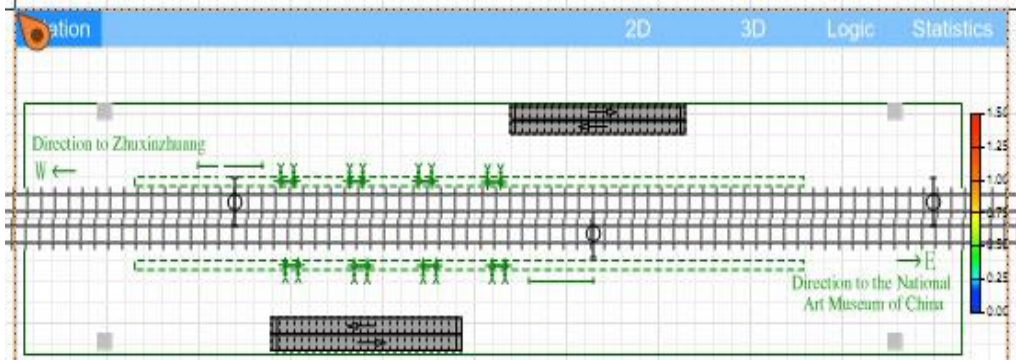 ation
2D
3D
Logic
Statistics
Direction to Zhuxinzhuang
W
E
Direction to the National
Art Museum of China
1.50
1.25
1.00
0.75
0.50
0.25
0.00